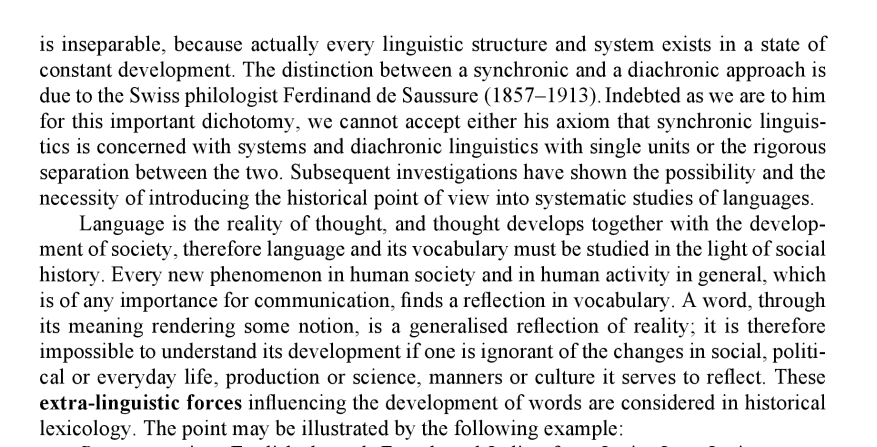 is inseparable, because actually every linguistic structure and system exists in a state of
constant development. The distinction between a synchronic and a diachronic approach is
due to the Swiss philologist Ferdinand de Saussure (1857–1913). Indebted as we are to him
for this important dichotomy, we cannot accept either his axiom that synchronic linguis-
tics is concerned with systems and diachronic linguistics with single units or the rigorous
separation between the two. Subsequent investigations have shown the possibility and the
necessity of introducing the historical point of view into systematic studies of languages.
Language is the reality of thought, and thought develops together with the develop-
ment of society, therefore language and its vocabulary must be studied in the light of social
history. Every new phenomenon in human society and in human activity in general, which
is of any importance for communication, finds a reflection in vocabulary. A word, through
its meaning rendering some notion, is a generalised reflection of reality; it is therefore
impossible to understand its development if one is ignorant of the changes in social, politi-
cal or everyday life, production or science, manners or culture it serves to reflect. These
extra-linguistic forces influencing the development of words are considered in historical
lexicology. The point may be illustrated by the following example: